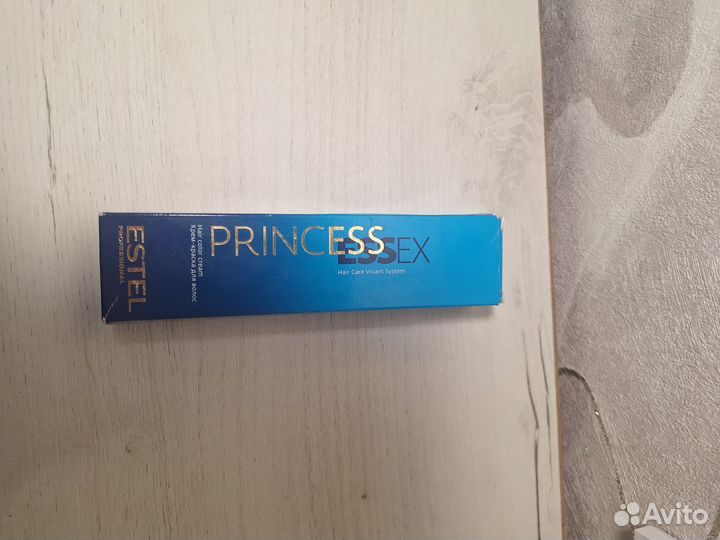 PRINCESS
ESSEX
Hair Care Vivant System
Hair color cream
Крем-краска для волос
ESTEL
PROFESSIONAL
Avito